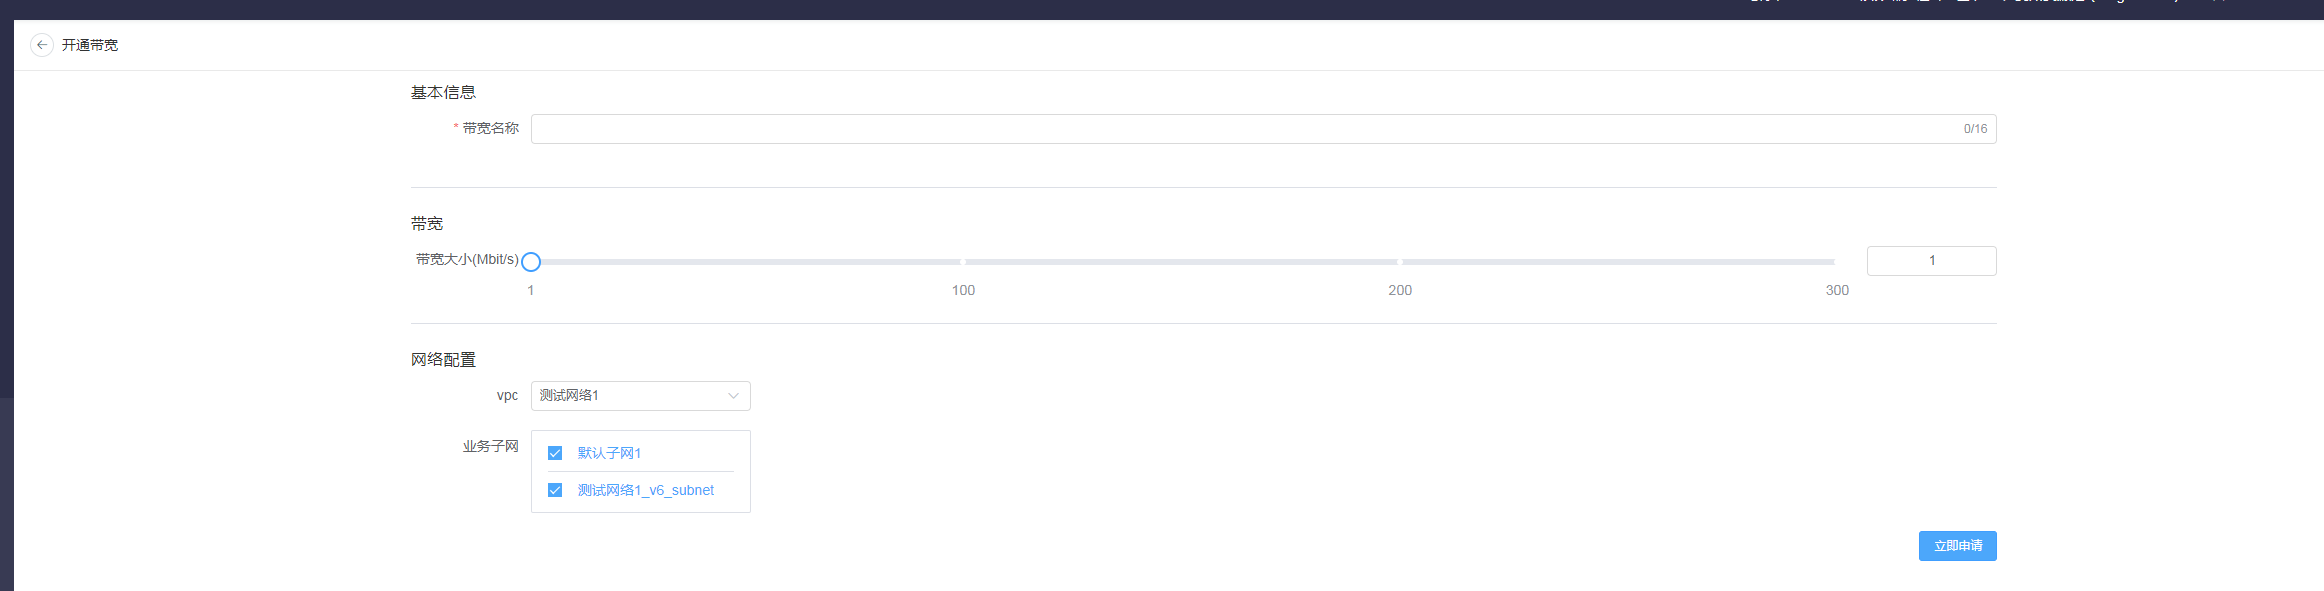 开通带宽
基本信息
* 带宽名称
0/16
带宽
带宽大小(Mbit/s)
1
1 100 200 300
网络配置
vpc 测试网络1
业务子网
默认子网1
测试网络1_v6_subnet
立即申请